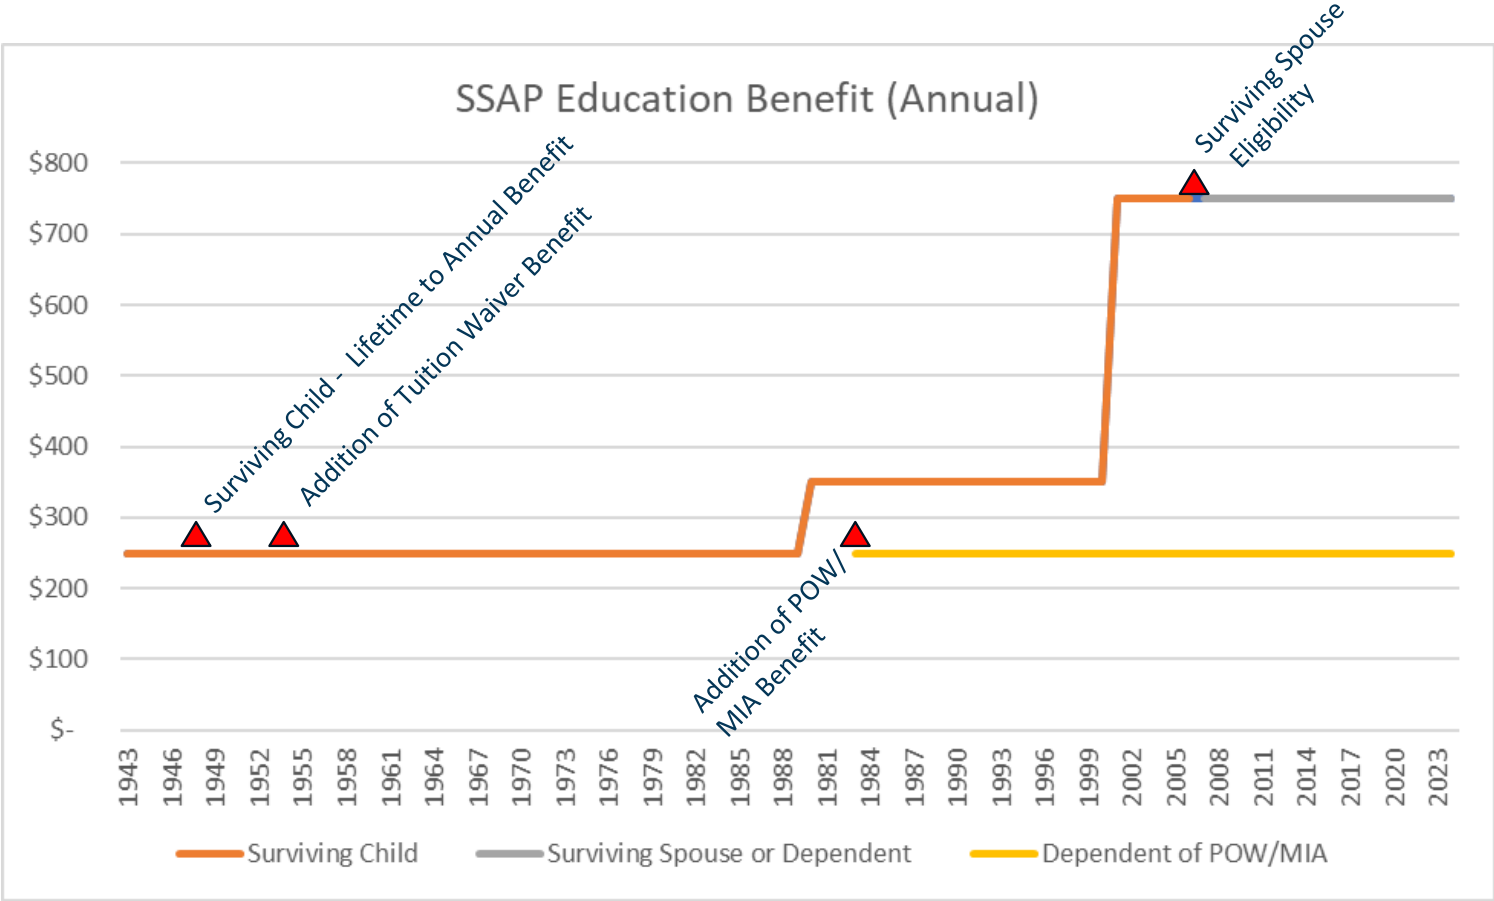 Surviving Spouse
Eligibility
SSAP Education Benefit (Annual)
Surviving Child - Lifetime to Annual Benefit
Addition of Tuition Waiver Benefit
Addition of POW/
MIA Benefit
$800
$700
$600
$500
$400
$300
$200
$100
$-
1943 1946 1949 1952 1955 1958 1961 1964 1967 1970 1973 1976 1979 1982 1985 1988 1981 1984 1987 1990 1993 1996 1999 2002 2005 2008 2011 2014 2017 2020 2023
Surviving Child Surviving Spouse or Dependent Dependent of POW/MIA